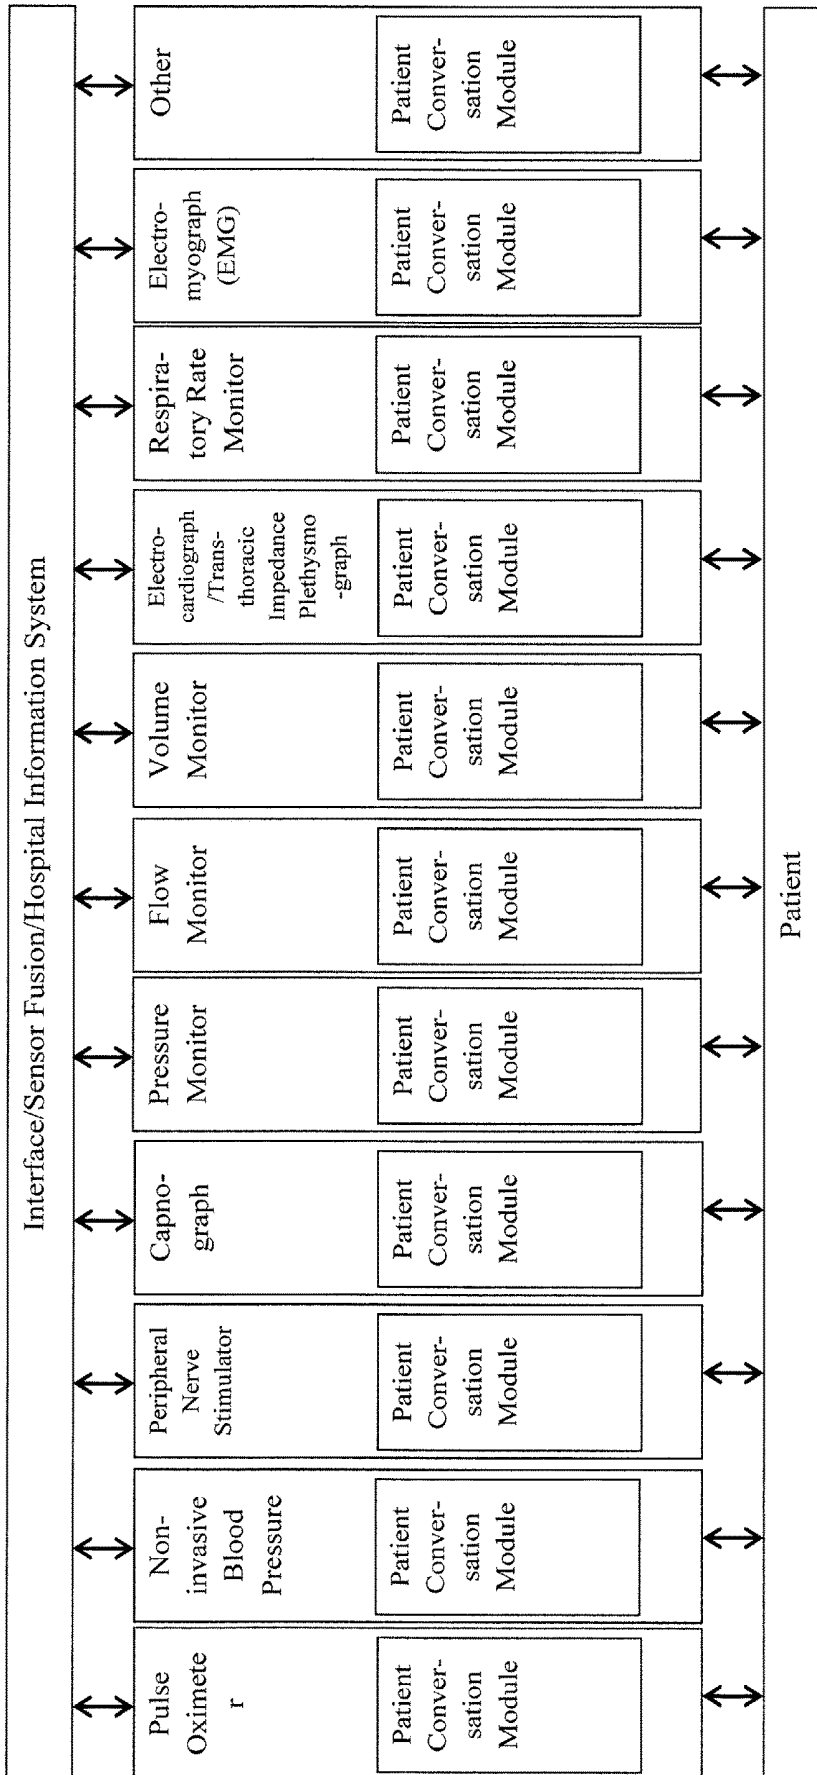 Interface/Sensor Fusion/Hospital Information System
Pulse
Oximete
r
Patient
Conver-
sation
Module
Non-
invasive
Blood
Pressure
Patient
Conver-
sation
Module
Peripheral
Nerve
Stimulator
Patient
Conver-
sation
Module
Capno-
graph
Patient
Conver-
sation
Module
Pressure
Monitor
Patient
Conver-
sation
Module
Flow
Monitor
Patient
Conver-
sation
Module
Volume
Monitor
Patient
Conver-
sation
Module
Electro-
cardiograph
/Trans-
thoracic
Impedance
Plethysmo
-graph
Patient
Conver-
sation
Module
Respira-
tory Rate
Monitor
Patient
Conver-
sation
Module
Electro-
myograph
(EMG)
Patient
Conver-
sation
Module
Other
Patient
Conver-
sation
Module
Patient